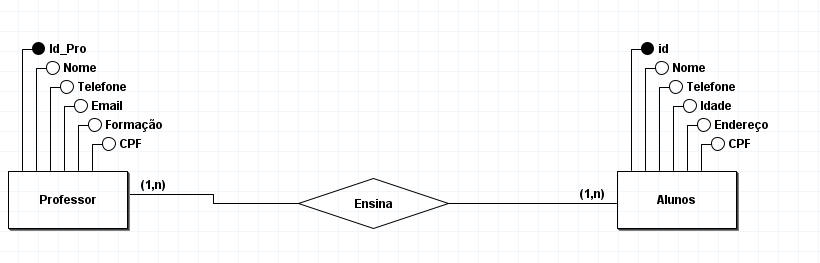 Id_Pro
Nome
Telefone
Email
Formação
CPF
Professor
(1,n)
Ensina
(1,n)
id
Nome
Telefone
Idade
Endereço
CPF
Alunos